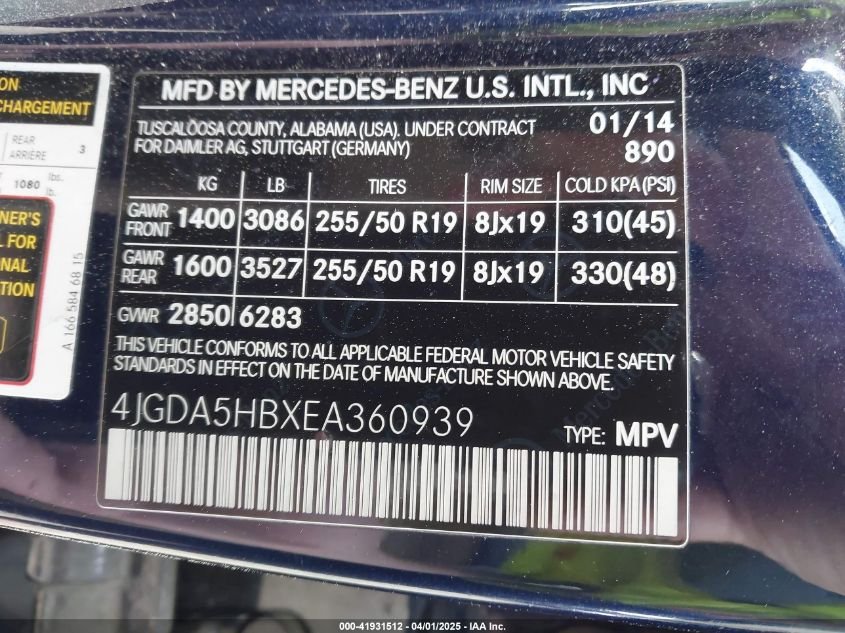 ON
CHARGEMENT
REAR
ARRIÈRE 3
1080 lbs.
lb.
NER'S
L FOR
NAL
TION
A 166 584 68 15
MFD BY MERCEDES-BENZ U.S. INTL., INC
TUSCALOOSA COUNTY, ALABAMA (USA). UNDER CONTRACT 01/14
FOR DAIMLER AG, STUTTGART (GERMANY) 890
KG LB TIRES RIM SIZE COLD KPA(PSI)
GAWR FRONT 1400 3086 255/50 R19 8Jx19 310(45)
GAWR REAR 1600 3527 255/50 R19 8Jx19 330(48)
GVWR 2850 6283
THIS VEHICLE CONFORMS TO ALL APPLICABLE FEDERAL MOTOR VEHICLE SAFETY
STANDARDS IN EFFECT ON THE DATE OF MANUFACTURE SHOWN ABOVE.
4JGDA5HBXEA360939
TYPE: MPV
000-41931512 - 04/01/2025 - IAA Inc.